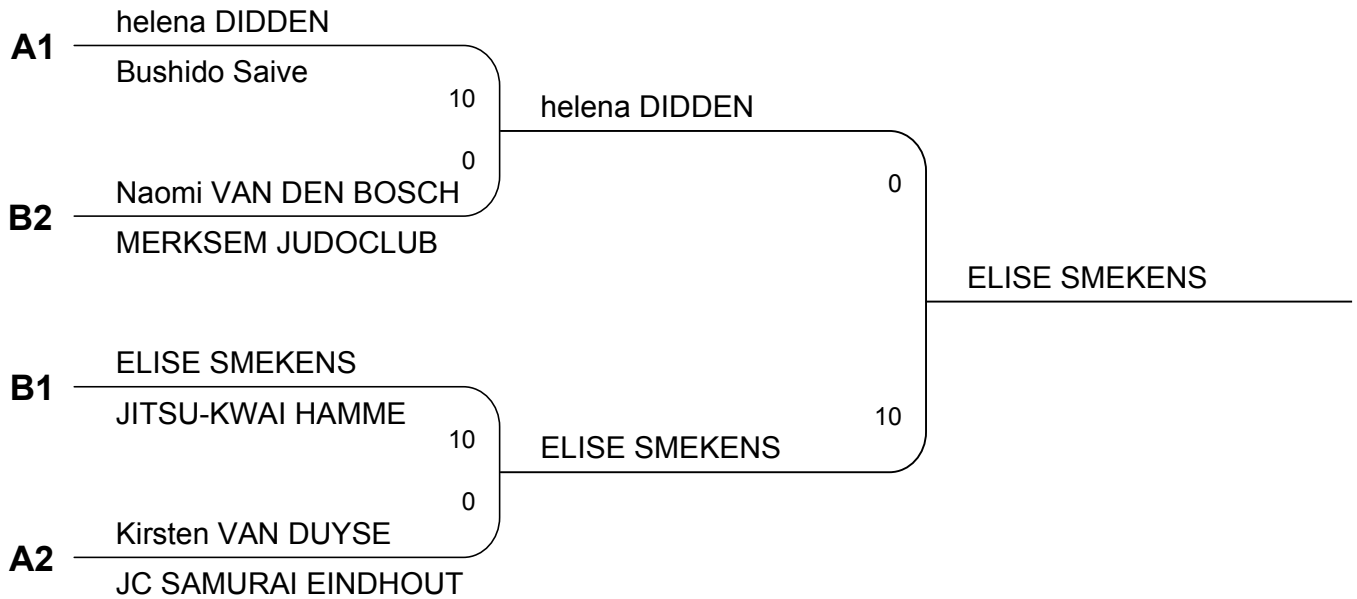 helena DIDDEN
A1
Bushido Saive
10
helena DIDDEN
0
Naomi VAN DEN BOSCH
0
B2
MERKSEM JUDOCLUB
ELISE SMEKENS
ELISE SMEKENS
B1
JITSU-KWAI HAMME
10
10
ELISE SMEKENS
0
Kirsten VAN DUYSE
A2
JC SAMURAI EINDHOUT